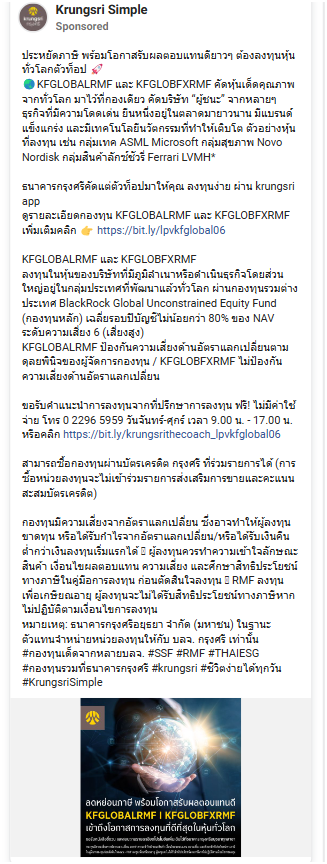 Krungsri Simple
Sponsored
ประหยัดภาษี พร้อมโอกาสรับผลตอบแทนดียาวๆ ต้องลงทุนหุ้น
ทั่วโลกตัวท็อป 🚀
🌏KFGLOBALRMF และ KFGLOBFXRMF คัดหุ้นเด็ดคุณภาพ
จากทั่วโลก มาไว้ที่กองเดียว คัดบริษัท "ผู้ชนะ" จากหลายๆ
ธุรกิจที่มีความโดดเด่น ยืนหนึ่งอยู่ในตลาดมายาวนาน มีแบรนด์
แข็งแกร่ง และมีเทคโนโลยีนวัตกรรมที่ทำให้เติบโต ตัวอย่างหุ้น
ที่ลงทุน เช่น กลุ่มเทค ASML Microsoft กลุ่มสุขภาพ Novo
Nordisk กลุ่มสินค้าลักซ์ชัวรี่ Ferrari LVMH*
ธนาคารกรุงศรีคัดแต่ตัวท็อปมาให้คุณ ลงทุนง่าย ผ่าน krungsri
app
ดูรายละเอียดกองทุน KFGLOBALRMF และ KFGLOBFXRMF
เพิ่มเติมคลิก 👉 https://bit.ly/lpvkfglobal06
KFGLOBALRMF และ KFGLOBFXRMF
ลงทุนในหุ้นของบริษัทที่มีภูมิลำเนาหรือดำเนินธุรกิจโดยส่วน
ใหญ่อยู่ในกลุ่มประเทศที่พัฒนาแล้วทั่วโลก ผ่านกองทุนรวมต่าง
ประเทศ BlackRock Global Unconstrained Equity Fund
(กองทุนหลัก) เฉลี่ยรอบปีบัญชีไม่น้อยกว่า 80% ของ NAV
ระดับความเสี่ยง 6 (เสี่ยงสูง)
KFGLOBALRMF ป้องกันความเสี่ยงด้านอัตราแลกเปลี่ยนตาม
ดุลยพินิจของผู้จัดการกองทุน / KFGLOBFXRMF ไม่ป้องกัน
ความเสี่ยงด้านอัตราแลกเปลี่ยน
ขอรับคำแนะนำการลงทุนจากที่ปรึกษาการลงทุน ฟรี! ไม่มีค่าใช้
จ่าย โทร 0 2296 5959 วันจันทร์-ศุกร์ เวลา 9.00 น. - 17.00 น.
หรือคลิก https://bit.ly/krungsrithecoach_lpvkfglobal06
สามารถซื้อกองทุนผ่านบัตรเครดิต กรุงศรี ที่ร่วมรายการได้ (การ
ซื้อหน่วยลงทุนจะไม่เข้าร่วมรายการส่งเสริมการขายและคะแนน
สะสมบัตรเครดิต)
กองทุนมีความเสี่ยงจากอัตราแลกเปลี่ยน ซึ่งอาจทำให้ผู้ลงทุน
ขาดทุน หรือได้รับกำไรจากอัตราแลกเปลี่ยน/หรือได้รับเงินคืน
ต่ำกว่าเงินลงทุนเริ่มแรกได้ ▯ ผู้ลงทุนควรทำความเข้าใจลักษณะ
สินค้า เงื่อนไขผลตอบแทน ความเสี่ยง และศึกษาสิทธิประโยชน์
ทางภาษีในคู่มือการลงทุน ก่อนตัดสินใจลงทุน ▯ RMF ลงทุน
เพื่อเกษียณอายุ ผู้ลงทุนจะไม่ได้รับสิทธิประโยชน์ทางภาษีหาก
ไม่ปฏิบัติตามเงื่อนไขการลงทุน
หมายเหตุ: ธนาคารกรุงศรีอยุธยา จำกัด (มหาชน) ในฐานะ
ตัวแทนจำหน่ายหน่วยลงทุนให้กับ บลจ. กรุงศรี เท่านั้น
#กองทุนเด็ดจากหลายบลจ. #SSF #RMF #THAIESG
#กองทุนรวมที่ธนาคารกรุงศรี #krungsri #ชีวิตง่ายได้ทุกวัน
#KrungsriSimple
ลดหย่อนภาษี พร้อมโอกาสรับผลตอบแทนดี
KFGLOBALRMF I KFGLOBFXRMF
เข้าถึงโอกาสการลงทุนที่ดีที่สุดในหุ้นทั่วโลก